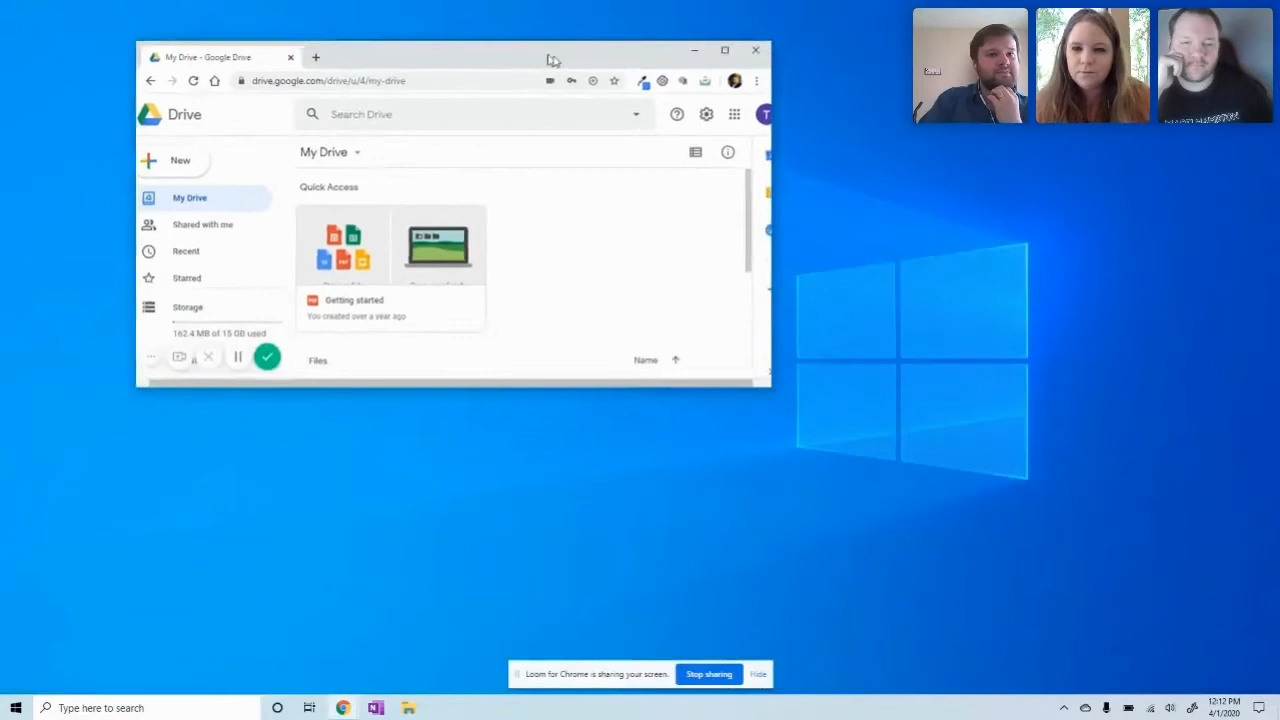 My Drive - Google Drive
drive.google.com/drive/u/4/my-drive
Drive
Search Drive
T
New
My Drive
Quick Access
My Drive
Shared with me
Recent
Starred
Getting started
Storage
You created over a year ago
162.4 MB of 15 GB used
Files
Name
Loom for Chrome is sharing your screen.
Stop sharing
Hide
Type here to search
12:12 PM
4/1/2020